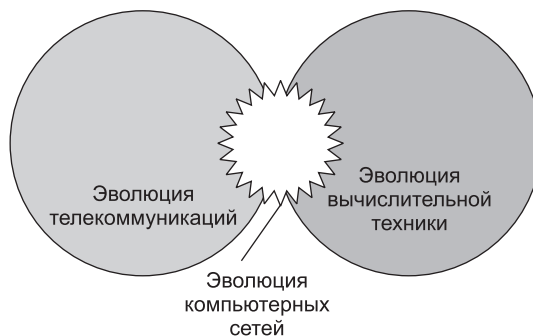 Эволюция
телекоммуникаций
Эволюция
вычислительной
техники
Эволюция
компьютерных
сетей